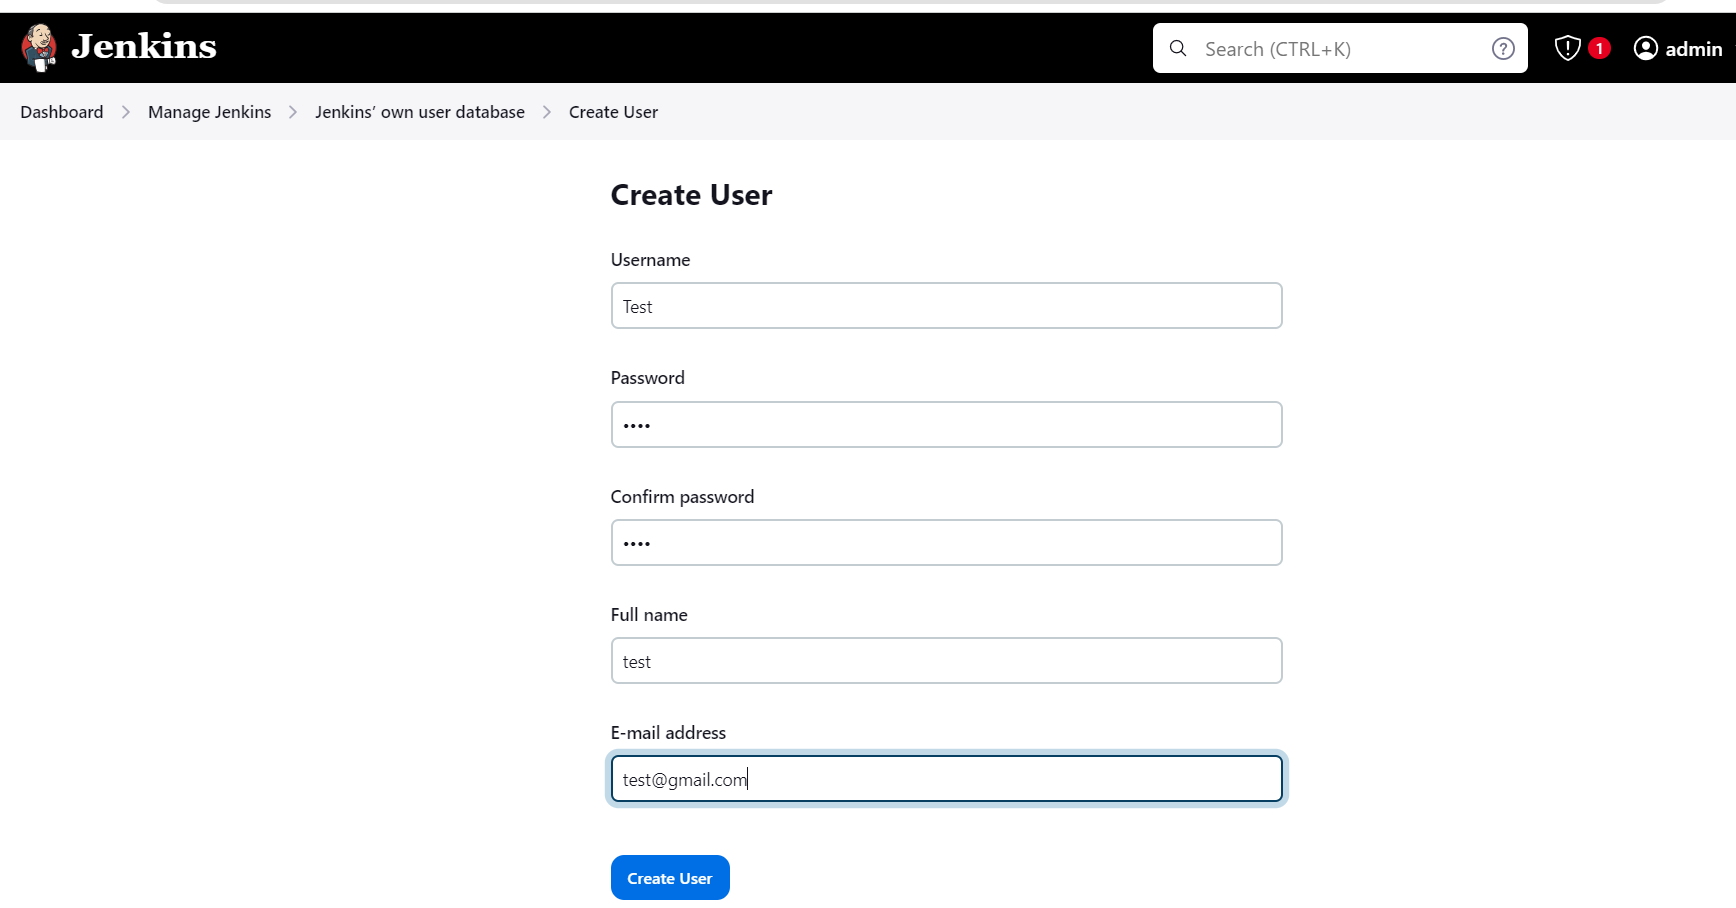 Jenkins Search (CTRL+K) ? 1 admin
Dashboard Manage Jenkins Jenkins’ own user database Create User
Create User
Username
Test
Password
••••
Confirm password
••••
Full name
test
E-mail address
test@gmail.com
Create User